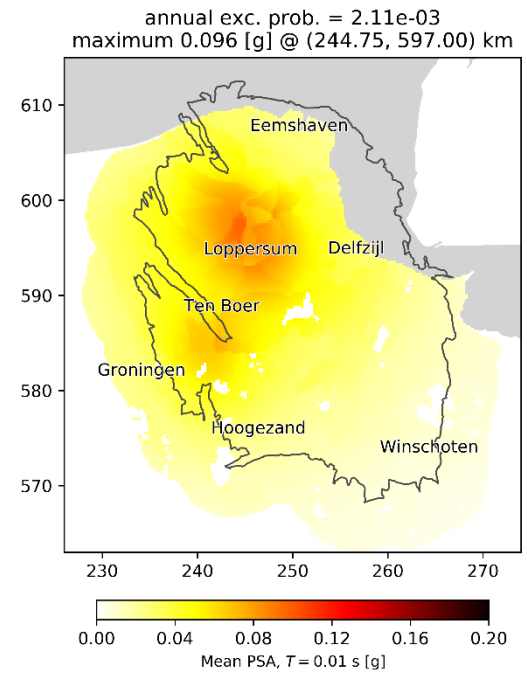 annual exc. prob. = 2.11e-03
maximum 0.096 [g] @ (244.75, 597.00) km
610
600
590
580
570
Eemshaven
Loppersum
Delfzijl
Ten Boer
Groningen
Hoogezand
Winschoten
230 240 250 260 270
0.00 0.04 0.08 0.12 0.16 0.20
Mean PSA, T = 0.01 s [g]